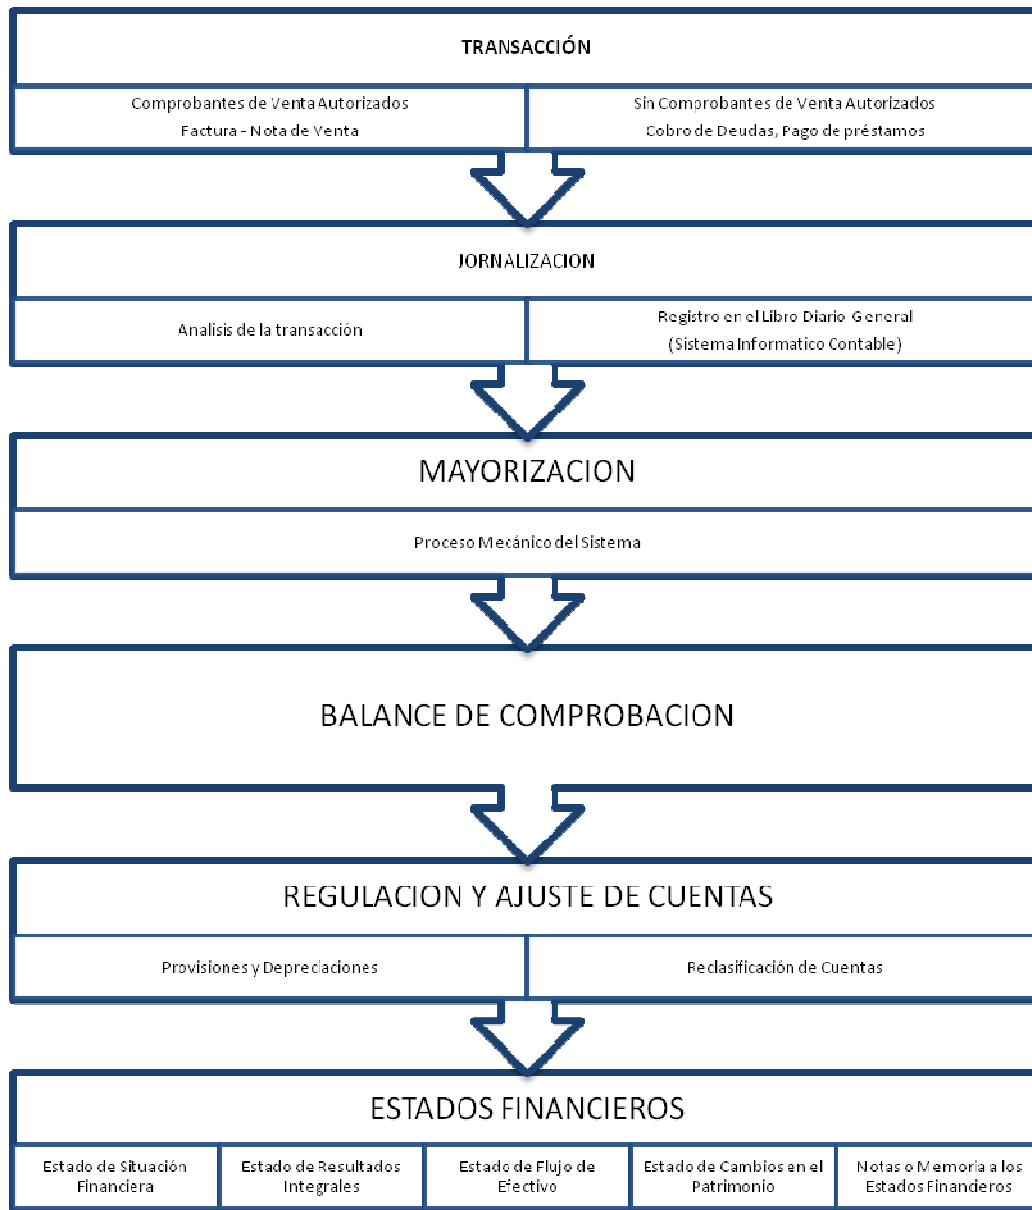 TRANSACCIÓN
Comprobantes de Venta Autorizados
Factura - Nota de Venta
Sin Comprobantes de Venta Autorizados
Cobro de Deudas, Pago de préstamos
JORNALIZACION
Analisis de la transacción
Registro en el Libro Diario General
(Sistema Informatico Contable)
MAYORIZACION
Proceso Mecánico del Sistema
BALANCE DE COMPROBACION
REGULACION Y AJUSTE DE CUENTAS
Provisiones y Depreciaciones
Reclasificación de Cuentas
ESTADOS FINANCIEROS
Estado de Situación
Financiera
Estado de Resultados
Integrales
Estado de Flujo de
Efectivo
Estado de Cambios en el
Patrimonio
Notas o Memoria a los
Estados Financieros